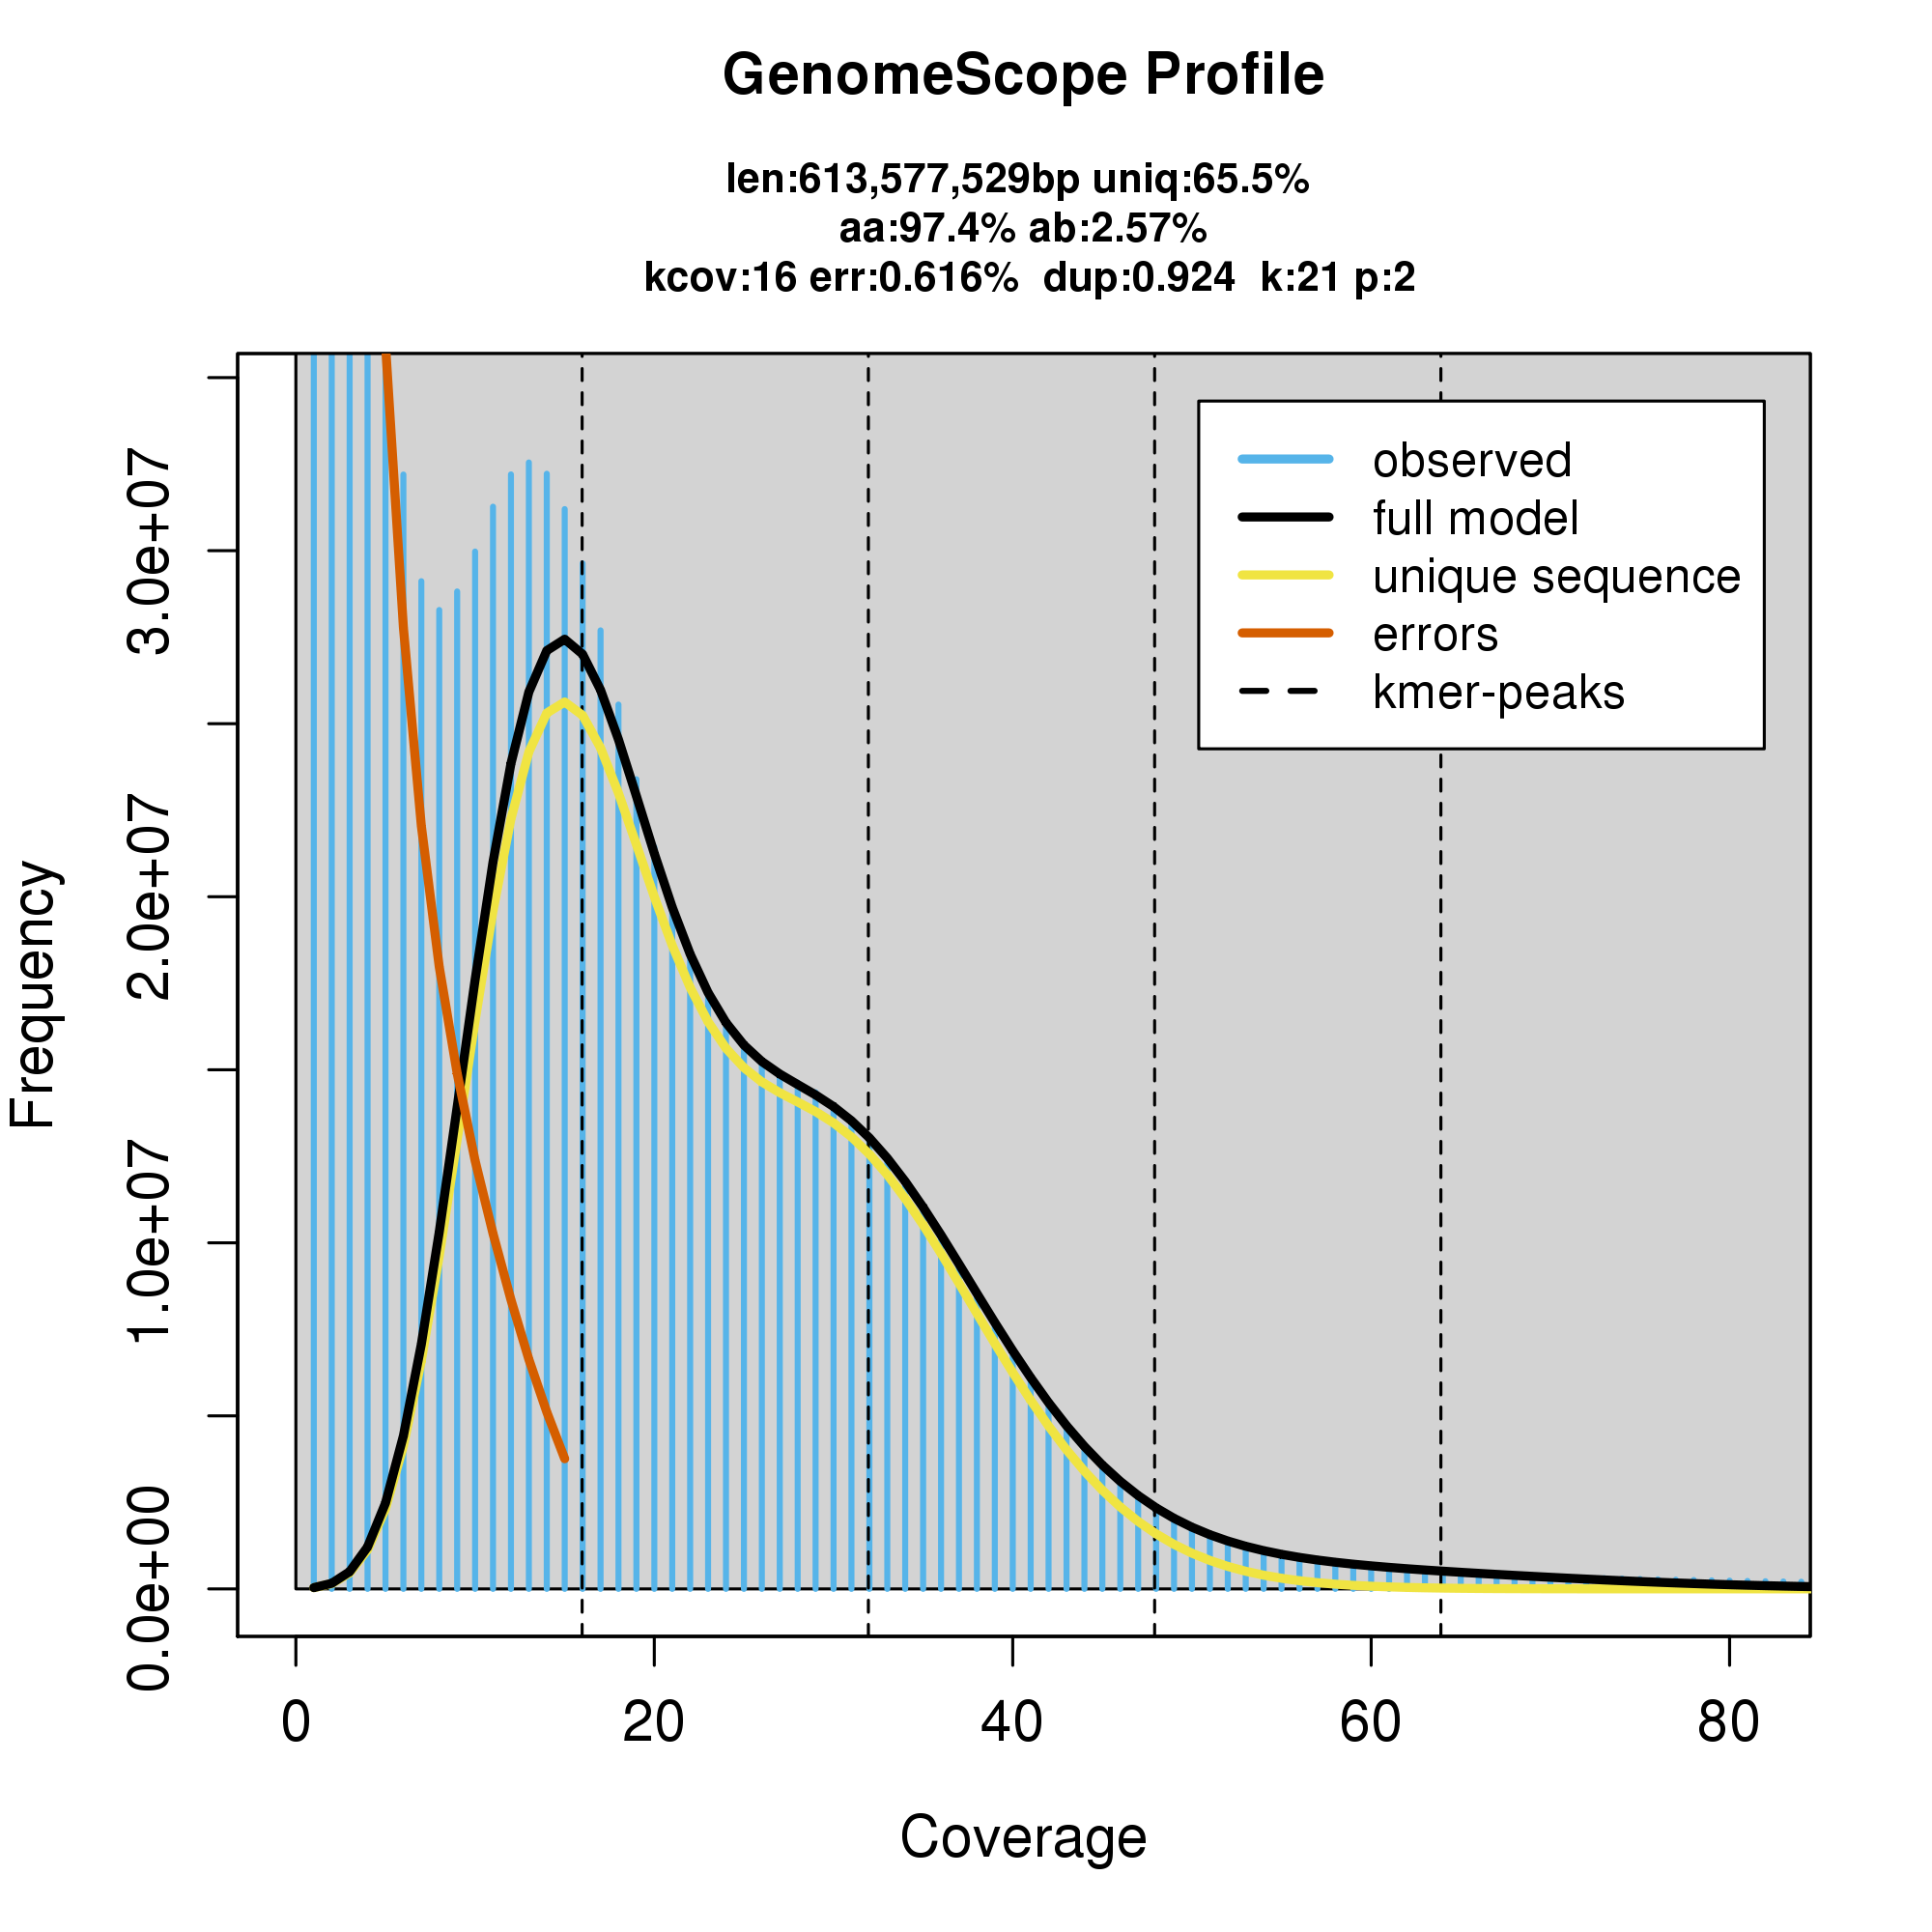 GenomeScope Profile
len:613,577,529bp uniq:65.5%
aa:97.4% ab:2.57%
kcov:16 err:0.616%  dup:0.924  k:21 p:2
observed
full model
unique sequence
errors
kmer-peaks
Frequency
3.0e+07
2.0e+07
1.0e+07
0.0e+00
0 20 40 60 80
Coverage